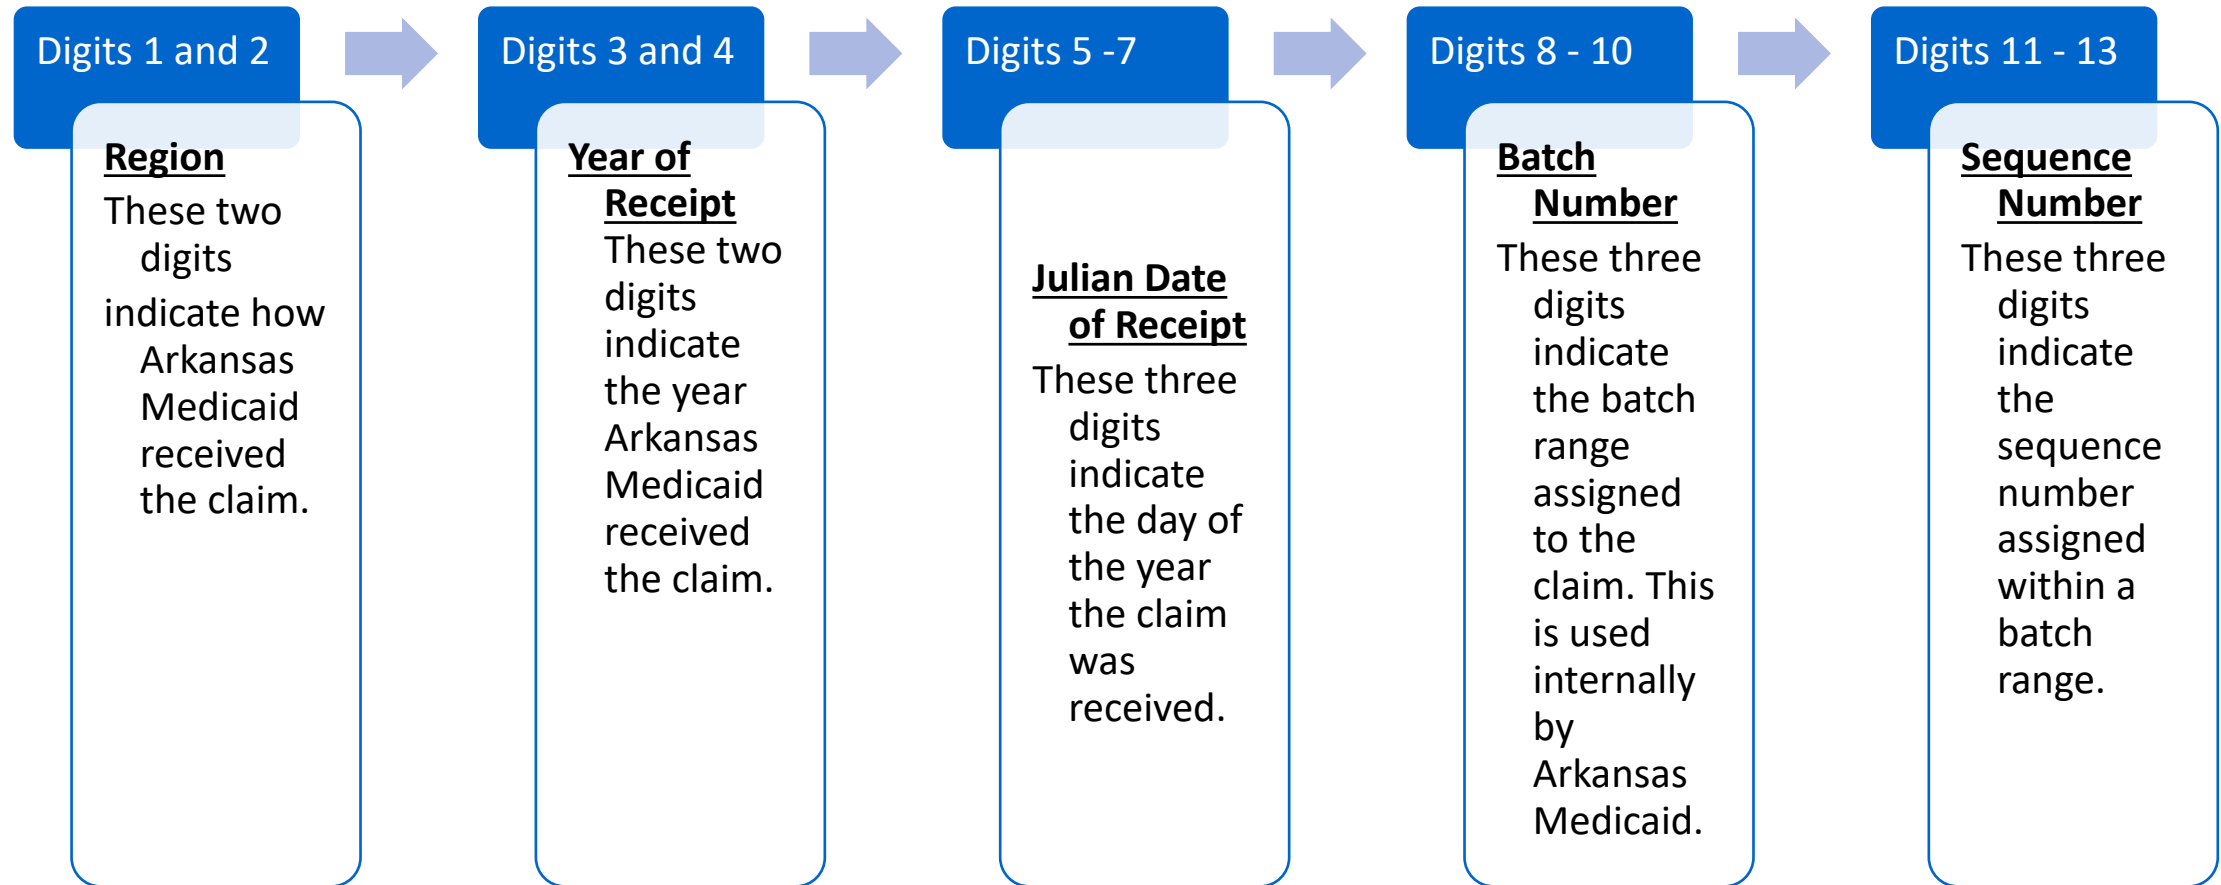 Digits 1 and 2
Region
These two
digits
indicate how
Arkansas
Medicaid
received
the claim.
Digits 3 and 4
Year of
Receipt
These two
digits
indicate
the year
Arkansas
Medicaid
received
the claim.
Digits 5 -7
Julian Date
of Receipt
These three
digits
indicate
the day of
the year
the claim
was
received.
Digits 8 - 10
Batch
Number
These three
digits
indicate
the batch
range
assigned
to the
claim. This
is used
internally
by
Arkansas
Medicaid.
Digits 11 - 13
Sequence
Number
These three
digits
indicate
the
sequence
number
assigned
within a
batch
range.